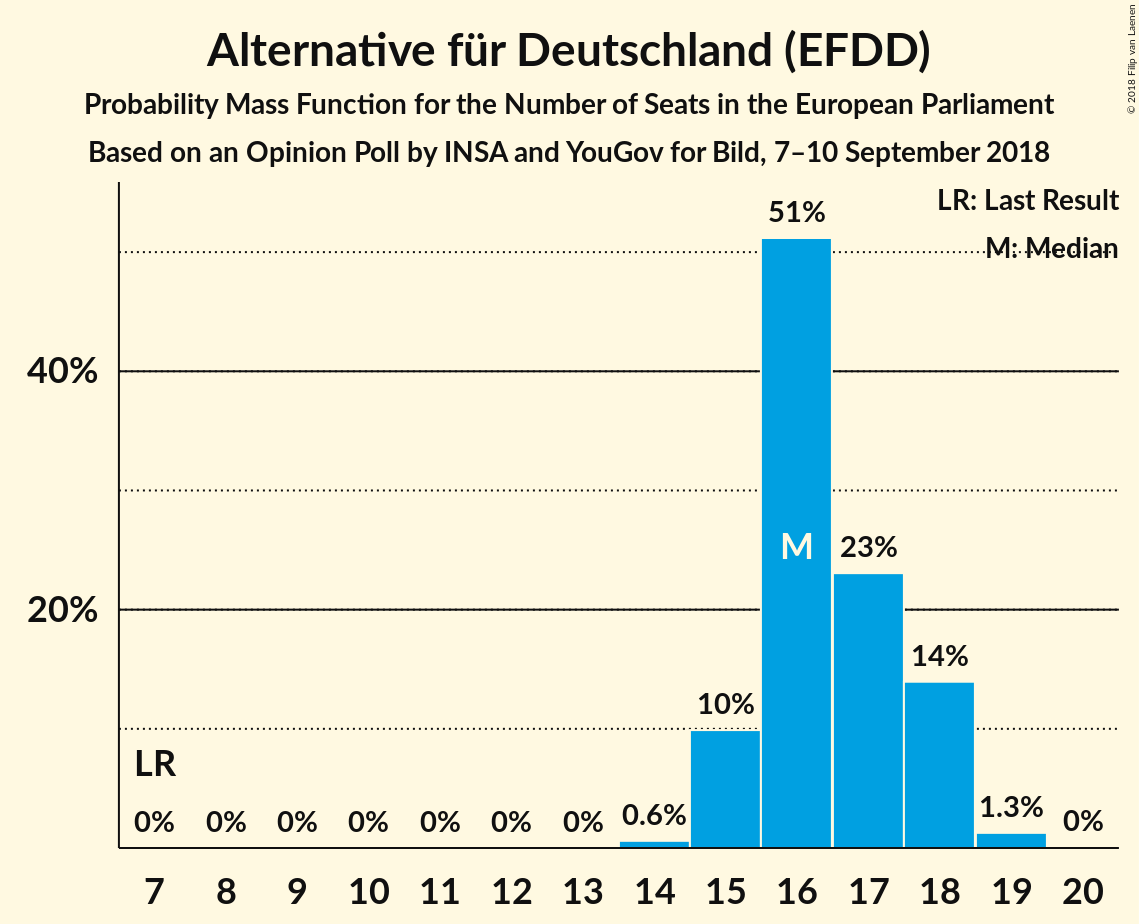 Alternative für Deutschland (EFDD)
Probability Mass Function for the Number of Seats in the European Parliament
Based on an Opinion Poll by INSA and YouGov for Bild, 7–10 September 2018
© 2018 Filip van Laenen
LR: Last Result
M: Median
51%
40%
M
23%
20%
14%
10%
LR
0% 0% 0% 0% 0% 0% 0% 0.6% 1.3% 0%
7 8 9 10 11 12 13 14 15 16 17 18 19 20